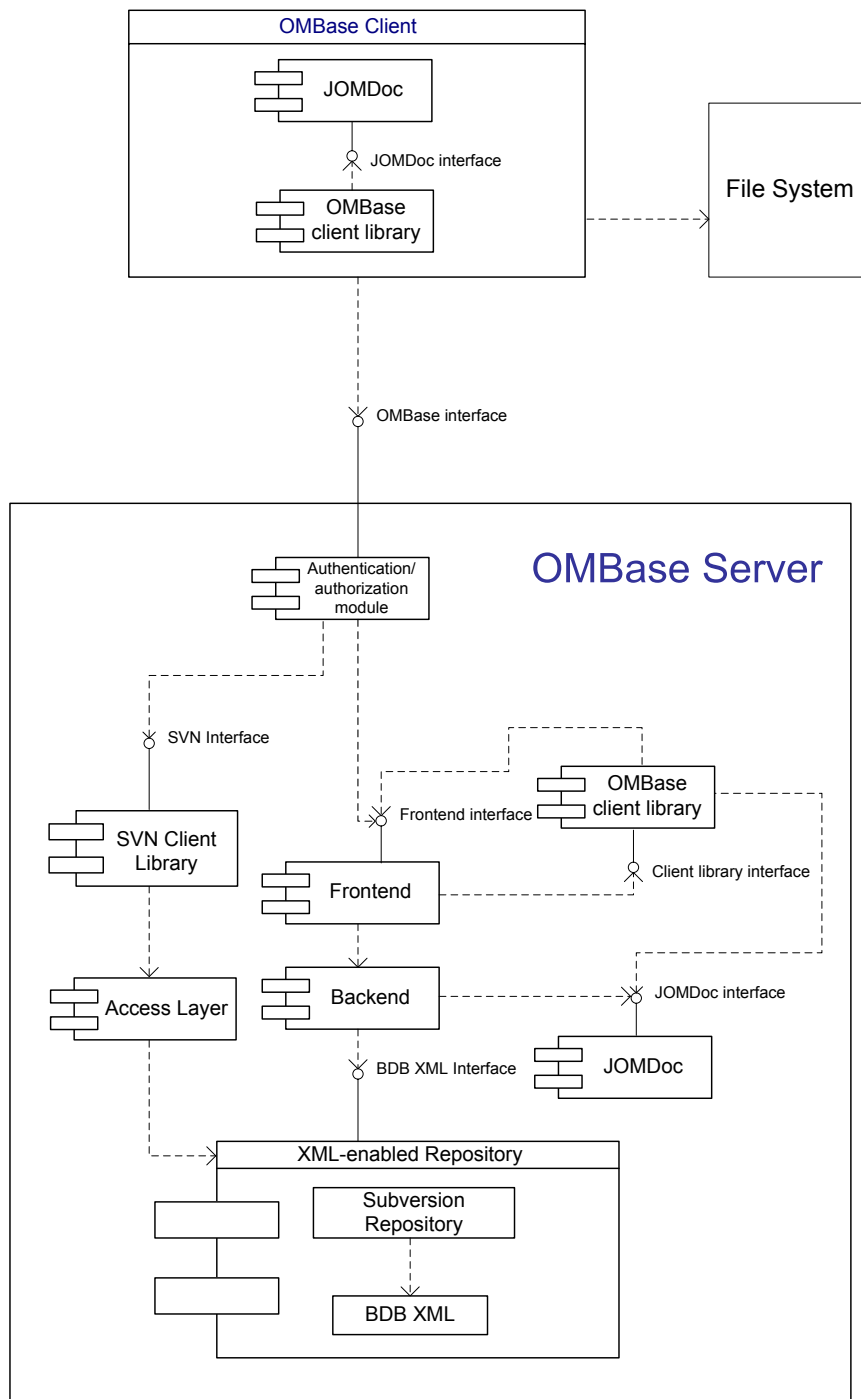 OMBase Client
JOMDoc
JOMDoc interface
OMBase
client library
File System
OMBase interface
OMBase Server
Authentication/
authorization
module
SVN Interface
OMBase
client library
Frontend interface
SVN Client
Library
Client library interface
Frontend
Backend
Access Layer
JOMDoc interface
BDB XML Interface
JOMDoc
XML-enabled Repository
Subversion
Repository
BDB XML